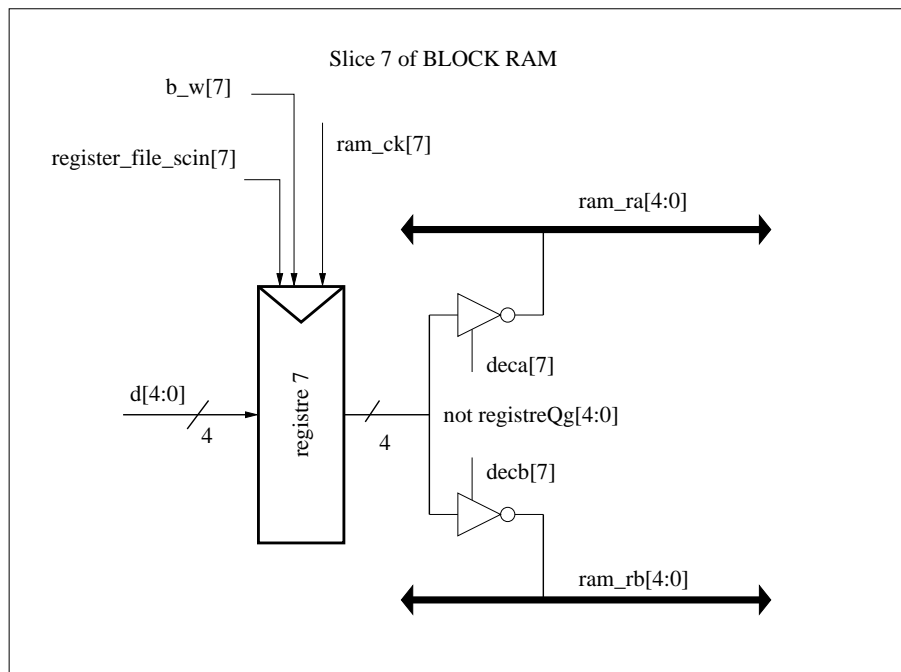 Slice 7 of BLOCK RAM
b_w[7]
ram_ck[7]
register_file_scin[7]
ram_ra[4:0]
deca[7]
d[4:0]
4
registre 7
4
not registreQg[4:0]
decb[7]
ram_rb[4:0]